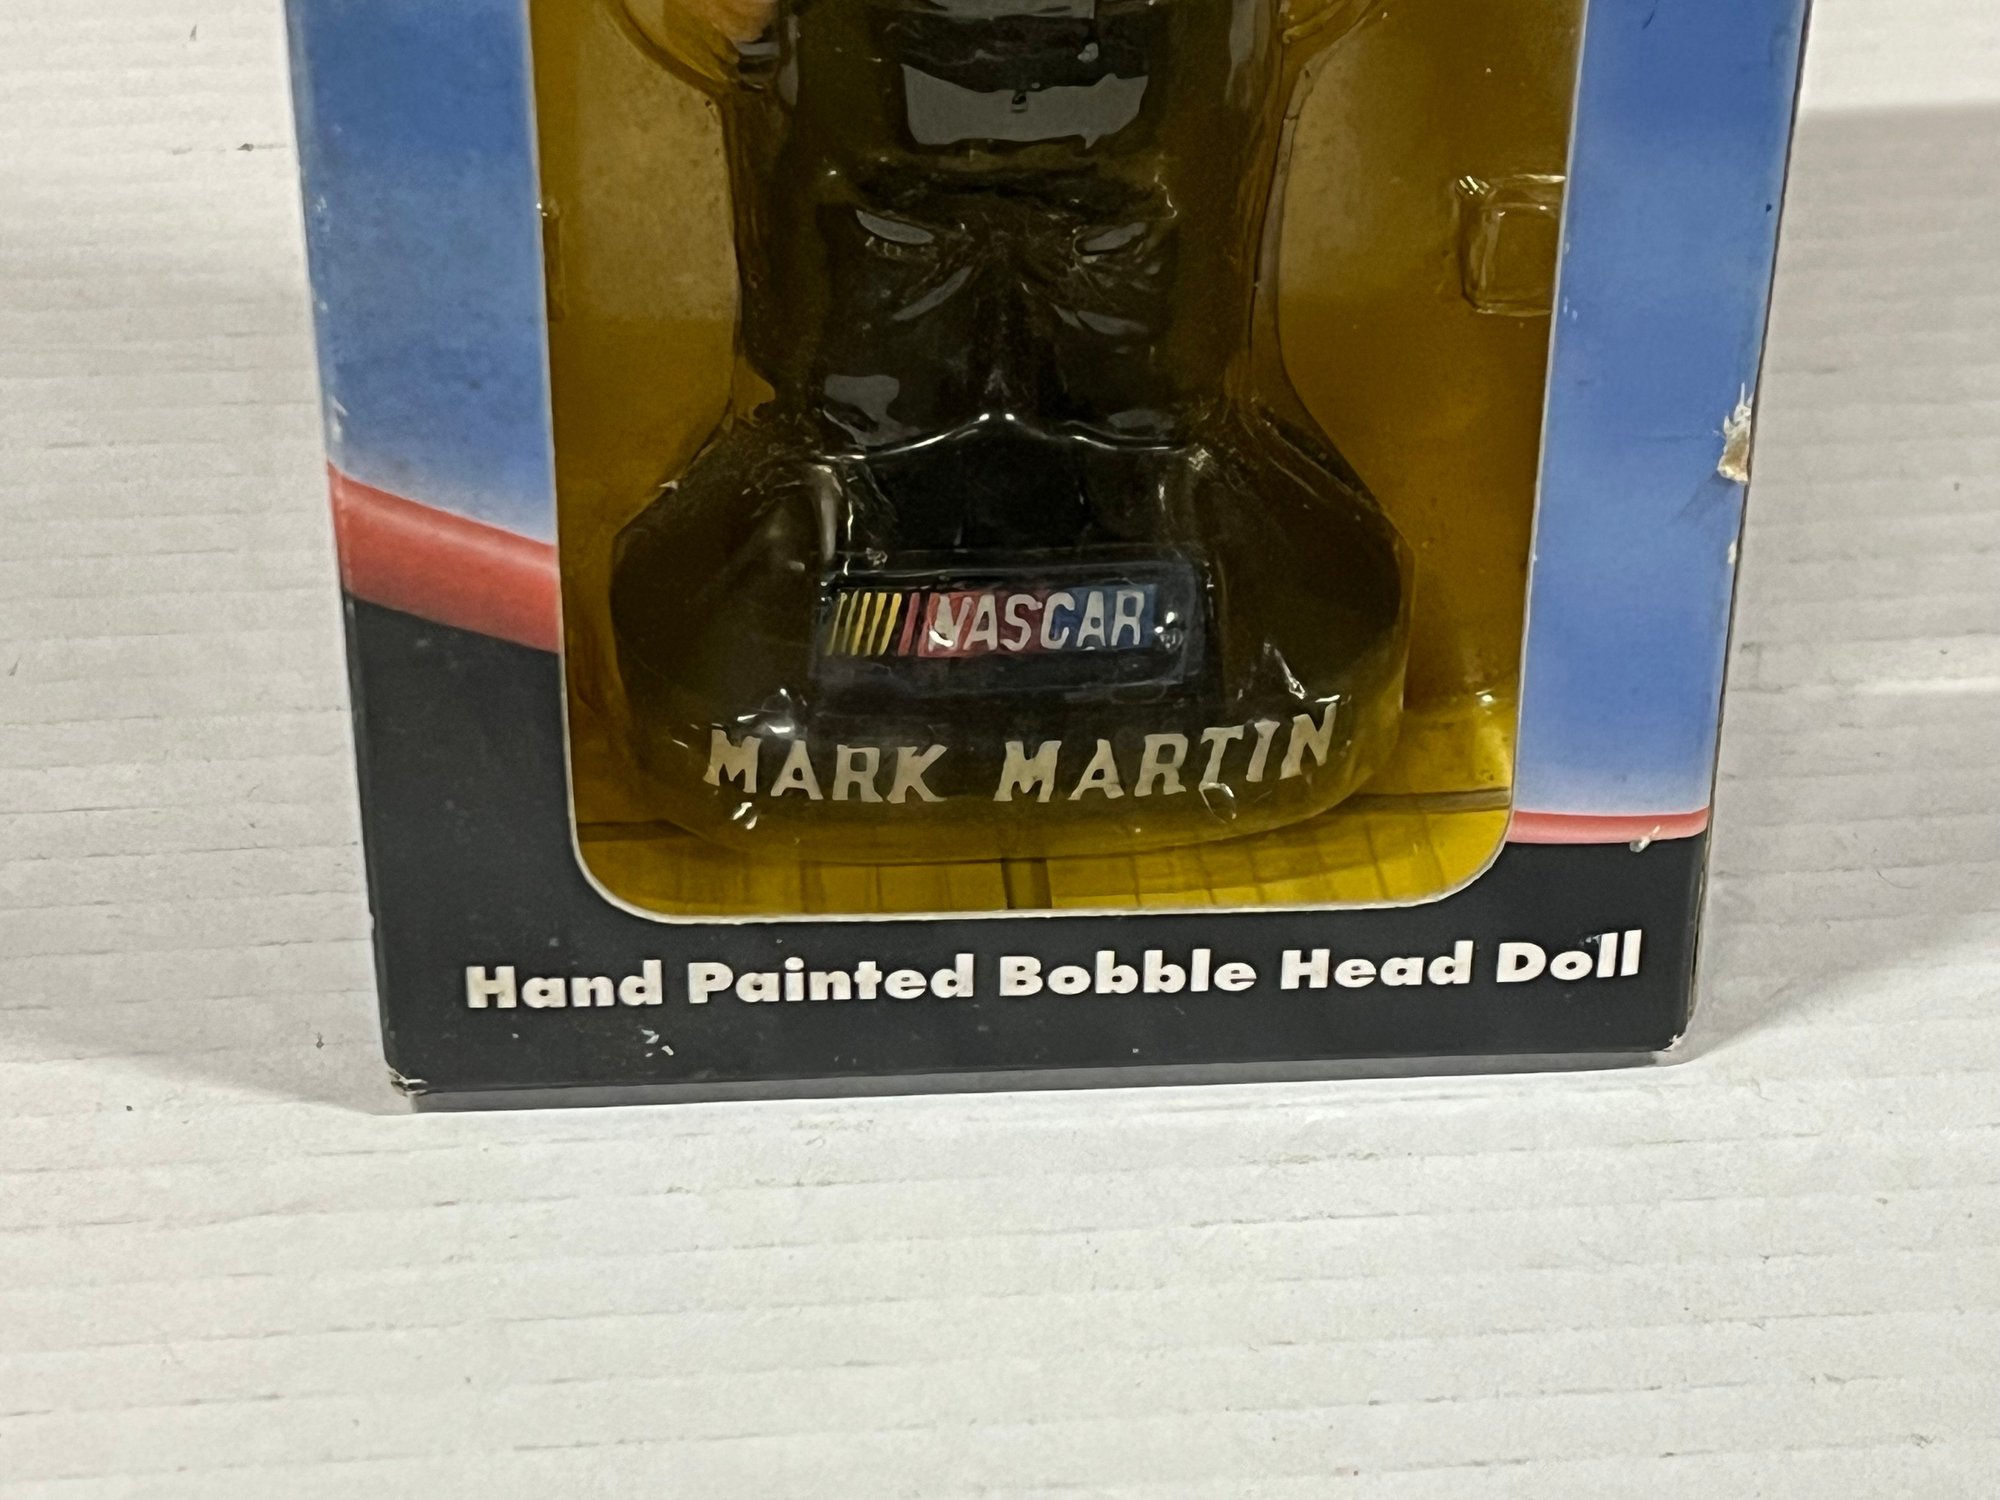 NASCAR
MARK MARTIN
Hand Painted Bobble Head Doll